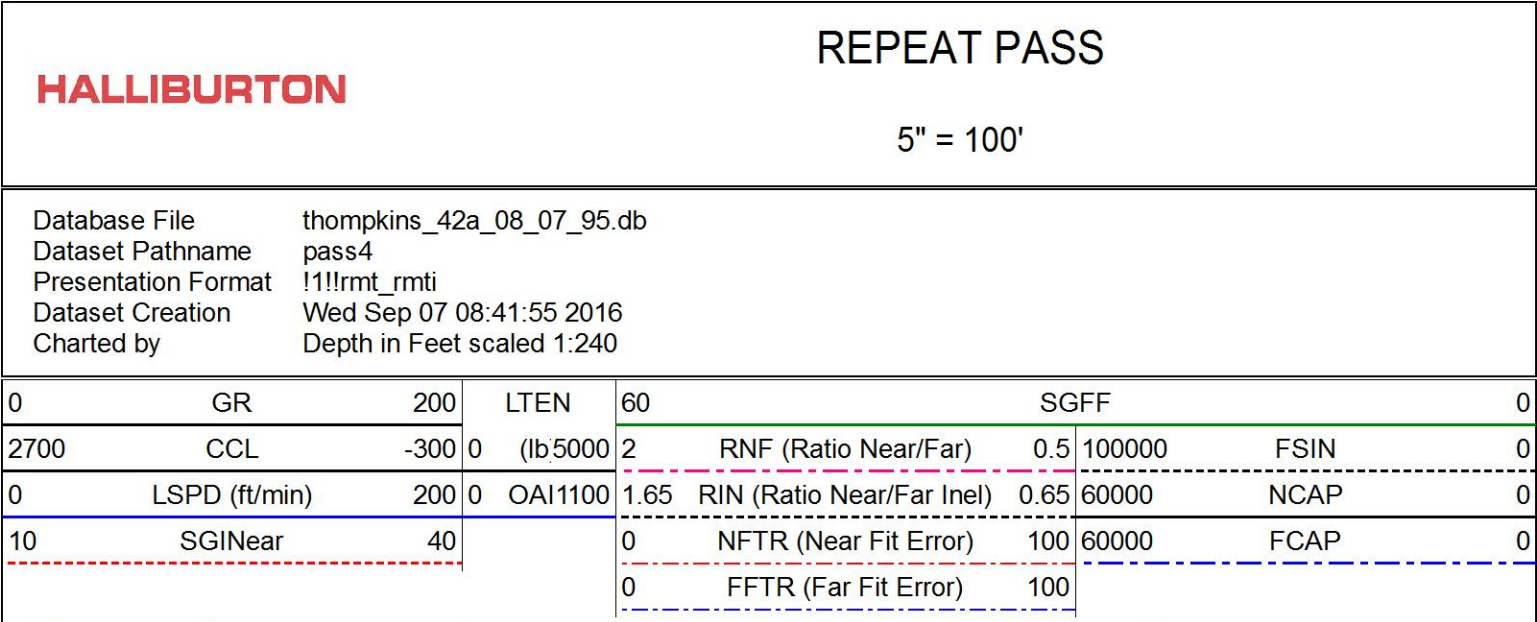 REPEAT PASS
HALLIBURTON
5" = 100'
Database File thompkins_42a_08_07_95.db
Dataset Pathname pass4
Presentation Format !1!!rmt_rmti
Dataset Creation Wed Sep 07 08:41:55 2016
Charted by Depth in Feet scaled 1:240
0 GR 200 LTEN 60 SGFF 0
2700 CCL -300 0 (lb 5000 2 RNF (Ratio Near/Far) 0.5 100000 FSIN 0
0 LSPD (ft/min) 200 0 OAI1100 1.65 RIN (Ratio Near/Far Inel) 0.65 60000 NCAP 0
10 SGINear 40 0 NFTR (Near Fit Error) 100 60000 FCAP 0
0 FFTR (Far Fit Error) 100